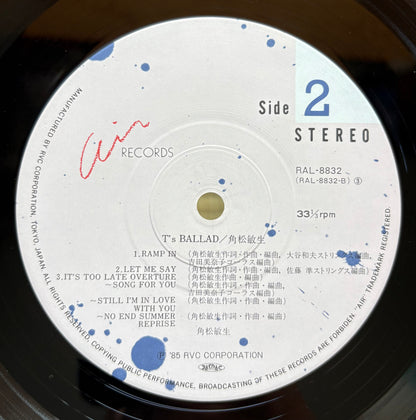 Side 2
STEREO
Air RECORDS
RAL-8832
(RAL-8832-B) Ⓢ
33⅓rpm
T's BALLAD／角松敏生
1.RAMP IN (角松敏生作詞・作曲・編曲, 大谷和夫ストリングス編曲,
吉田美奈子コーラス編曲)
2.LET ME SAY (角松敏生作詞・作曲・編曲, 佐藤 準ストリングス編曲)
3.IT'S TOO LATE OVERTURE (角松敏生作詞・作曲・編曲,
～SONG FOR YOU 吉田美奈子コーラス編曲)
～STILL I'M IN LOVE (角松敏生作詞・作曲・編曲)
WITH YOU
～NO END SUMMER (角松敏生作詞・作曲・編曲)
REPRISE
角松敏生
Ⓟ '85 RVC CORPORATION
MANUFACTURED BY RVC CORPORATION, TOKYO, JAPAN. ALL RIGHTS RESERVED. COPYING PUBLIC PERFORMANCE, BROADCASTING OF THESE RECORDS ARE FORBIDDEN. "AIR" TRADEMARK REGISTERED.